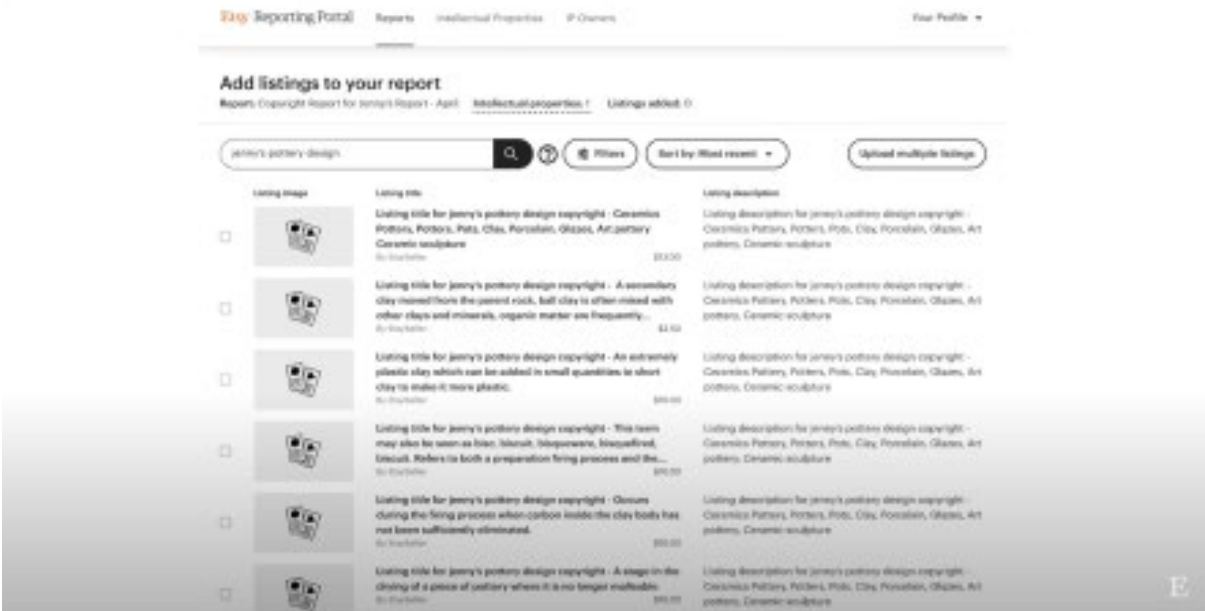 Etsy Reporting Portal Reports Intellectual Properties IP Owners Your Profile
Add listings to your report
Report: Copyright Report for Jenny's Report - April Intellectual properties: 1 Listings added: 0
jenny's pottery design Filters Sort by: Most recent Upload multiple listings
Listing image Listing title Listing description
Listing title for jenny's pottery design copyright - Ceramics
Pottery, Potters, Pots, Clay, Porcelain, Glazes, Art pottery
Ceramic sculpture
Listing description for jenny's pottery design copyright -
Ceramics Pottery, Potters, Pots, Clay, Porcelain, Glazes, Art
pottery, Ceramic sculpture
Listing title for jenny's pottery design copyright - A secondary
clay moved from the parent rock, ball clay is often mixed with
other clays and minerals, organic matter are frequently...
Listing description for jenny's pottery design copyright -
Ceramics Pottery, Potters, Pots, Clay, Porcelain, Glazes, Art
pottery, Ceramic sculpture
Listing title for jenny's pottery design copyright - An extremely
plastic clay which can be added in small quantities to short
clay to make it more plastic.
Listing description for jenny's pottery design copyright -
Ceramics Pottery, Potters, Pots, Clay, Porcelain, Glazes, Art
pottery, Ceramic sculpture
Listing title for jenny's pottery design copyright - This term
may also be seen as bisc, biscuit, bisqueware, bisquefired,
biscuit. Refers to both a preparation firing process and the...
Listing description for jenny's pottery design copyright -
Ceramics Pottery, Potters, Pots, Clay, Porcelain, Glazes, Art
pottery, Ceramic sculpture
Listing title for jenny's pottery design copyright - Occurs
during the firing process when carbon inside the clay body has
not been sufficiently eliminated.
Listing description for jenny's pottery design copyright -
Ceramics Pottery, Potters, Pots, Clay, Porcelain, Glazes, Art
pottery, Ceramic sculpture
Listing title for jenny's pottery design copyright - A stage in the
drying of a piece of pottery where it is no longer malleable
Listing description for jenny's pottery design copyright -
Ceramics Pottery, Potters, Pots, Clay, Porcelain, Glazes, Art
pottery, Ceramic sculpture
E